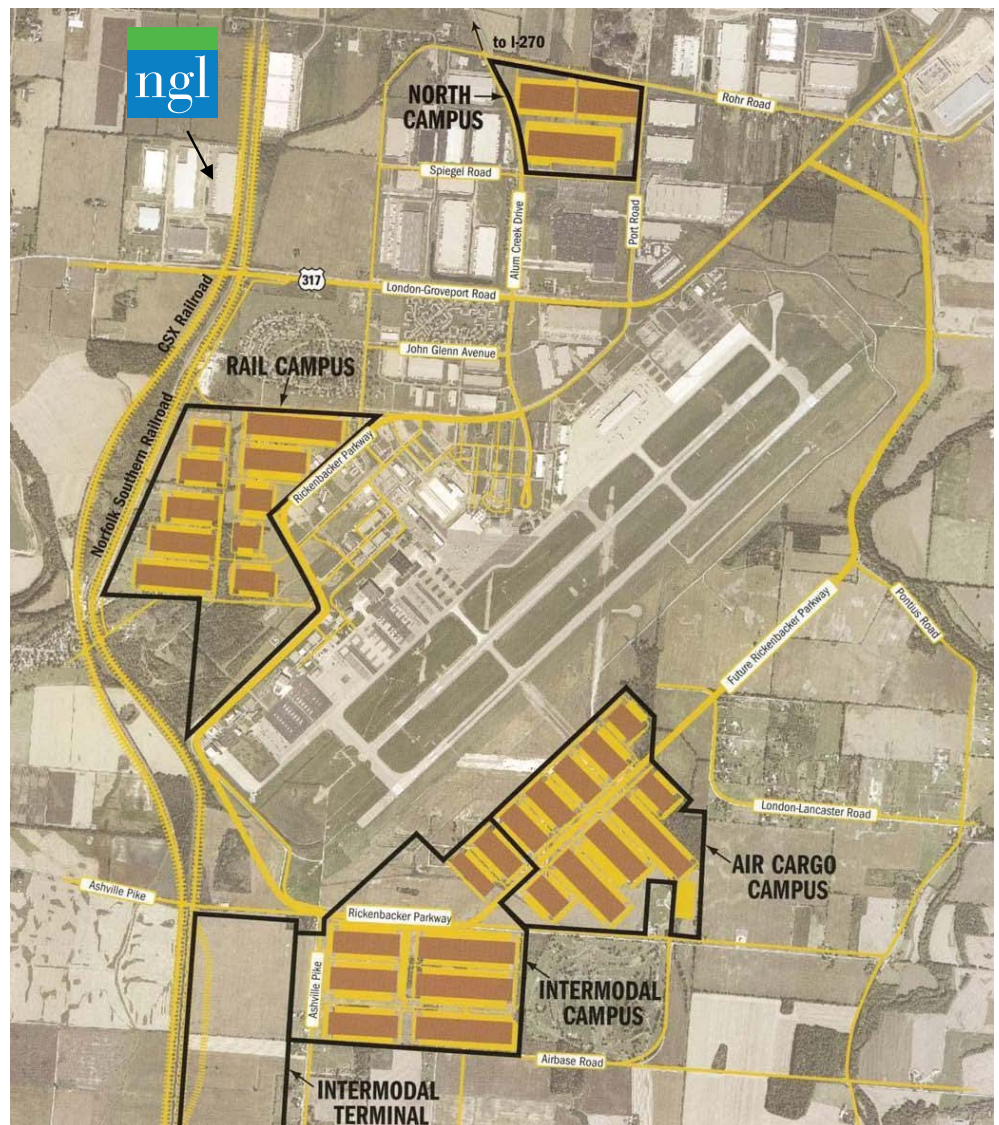 to I-270
ngl
NORTH
CAMPUS
Rohr Road
Spiegel Road
Alum Creek Drive
Port Road
317
London-Groveport Road
CSX Railroad
John Glenn Avenue
RAIL CAMPUS
Norfolk Southern Railroad
Rickenbacker Parkway
Pontius Road
Future Rickenbacker Parkway
London-Lancaster Road
AIR CARGO
CAMPUS
Ashville Pike
Rickenbacker Parkway
Ashville Pike
INTERMODAL
CAMPUS
Airbase Road
INTERMODAL
TERMINAL